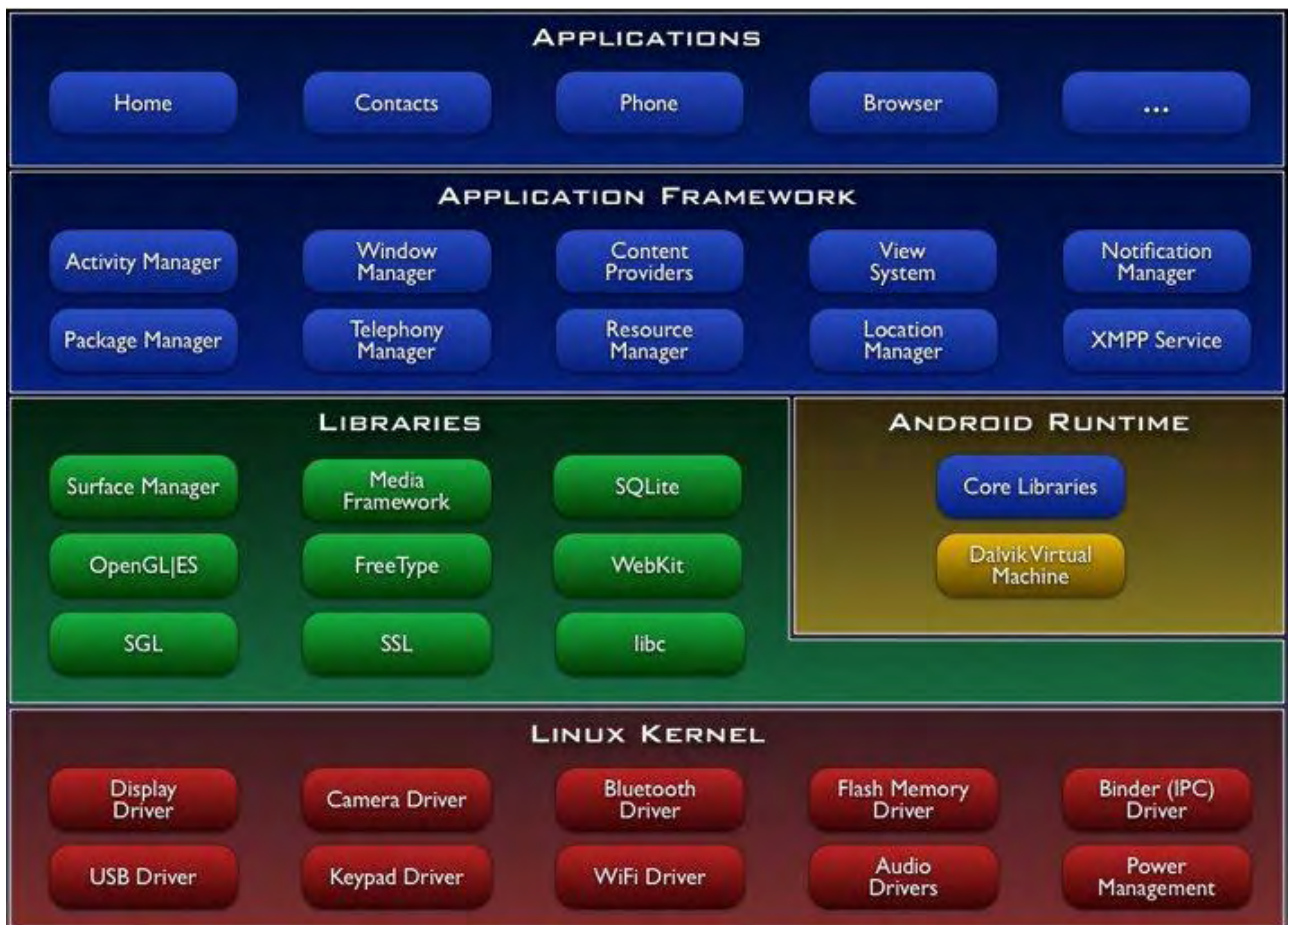 APPLICATIONS
Home
Contacts
Phone
Browser
...
APPLICATION FRAMEWORK
Activity Manager
Window
Manager
Content
Providers
View
System
Notification
Manager
Package Manager
Telephony
Manager
Resource
Manager
Location
Manager
XMPP Service
LIBRARIES
Surface Manager
Media
Framework
SQLite
OpenGL|ES
FreeType
WebKit
SGL
SSL
libc
ANDROID RUNTIME
Core Libraries
Dalvik Virtual
Machine
LINUX KERNEL
Display
Driver
Camera Driver
Bluetooth
Driver
Flash Memory
Driver
Binder (IPC)
Driver
USB Driver
Keypad Driver
WiFi Driver
Audio
Drivers
Power
Management